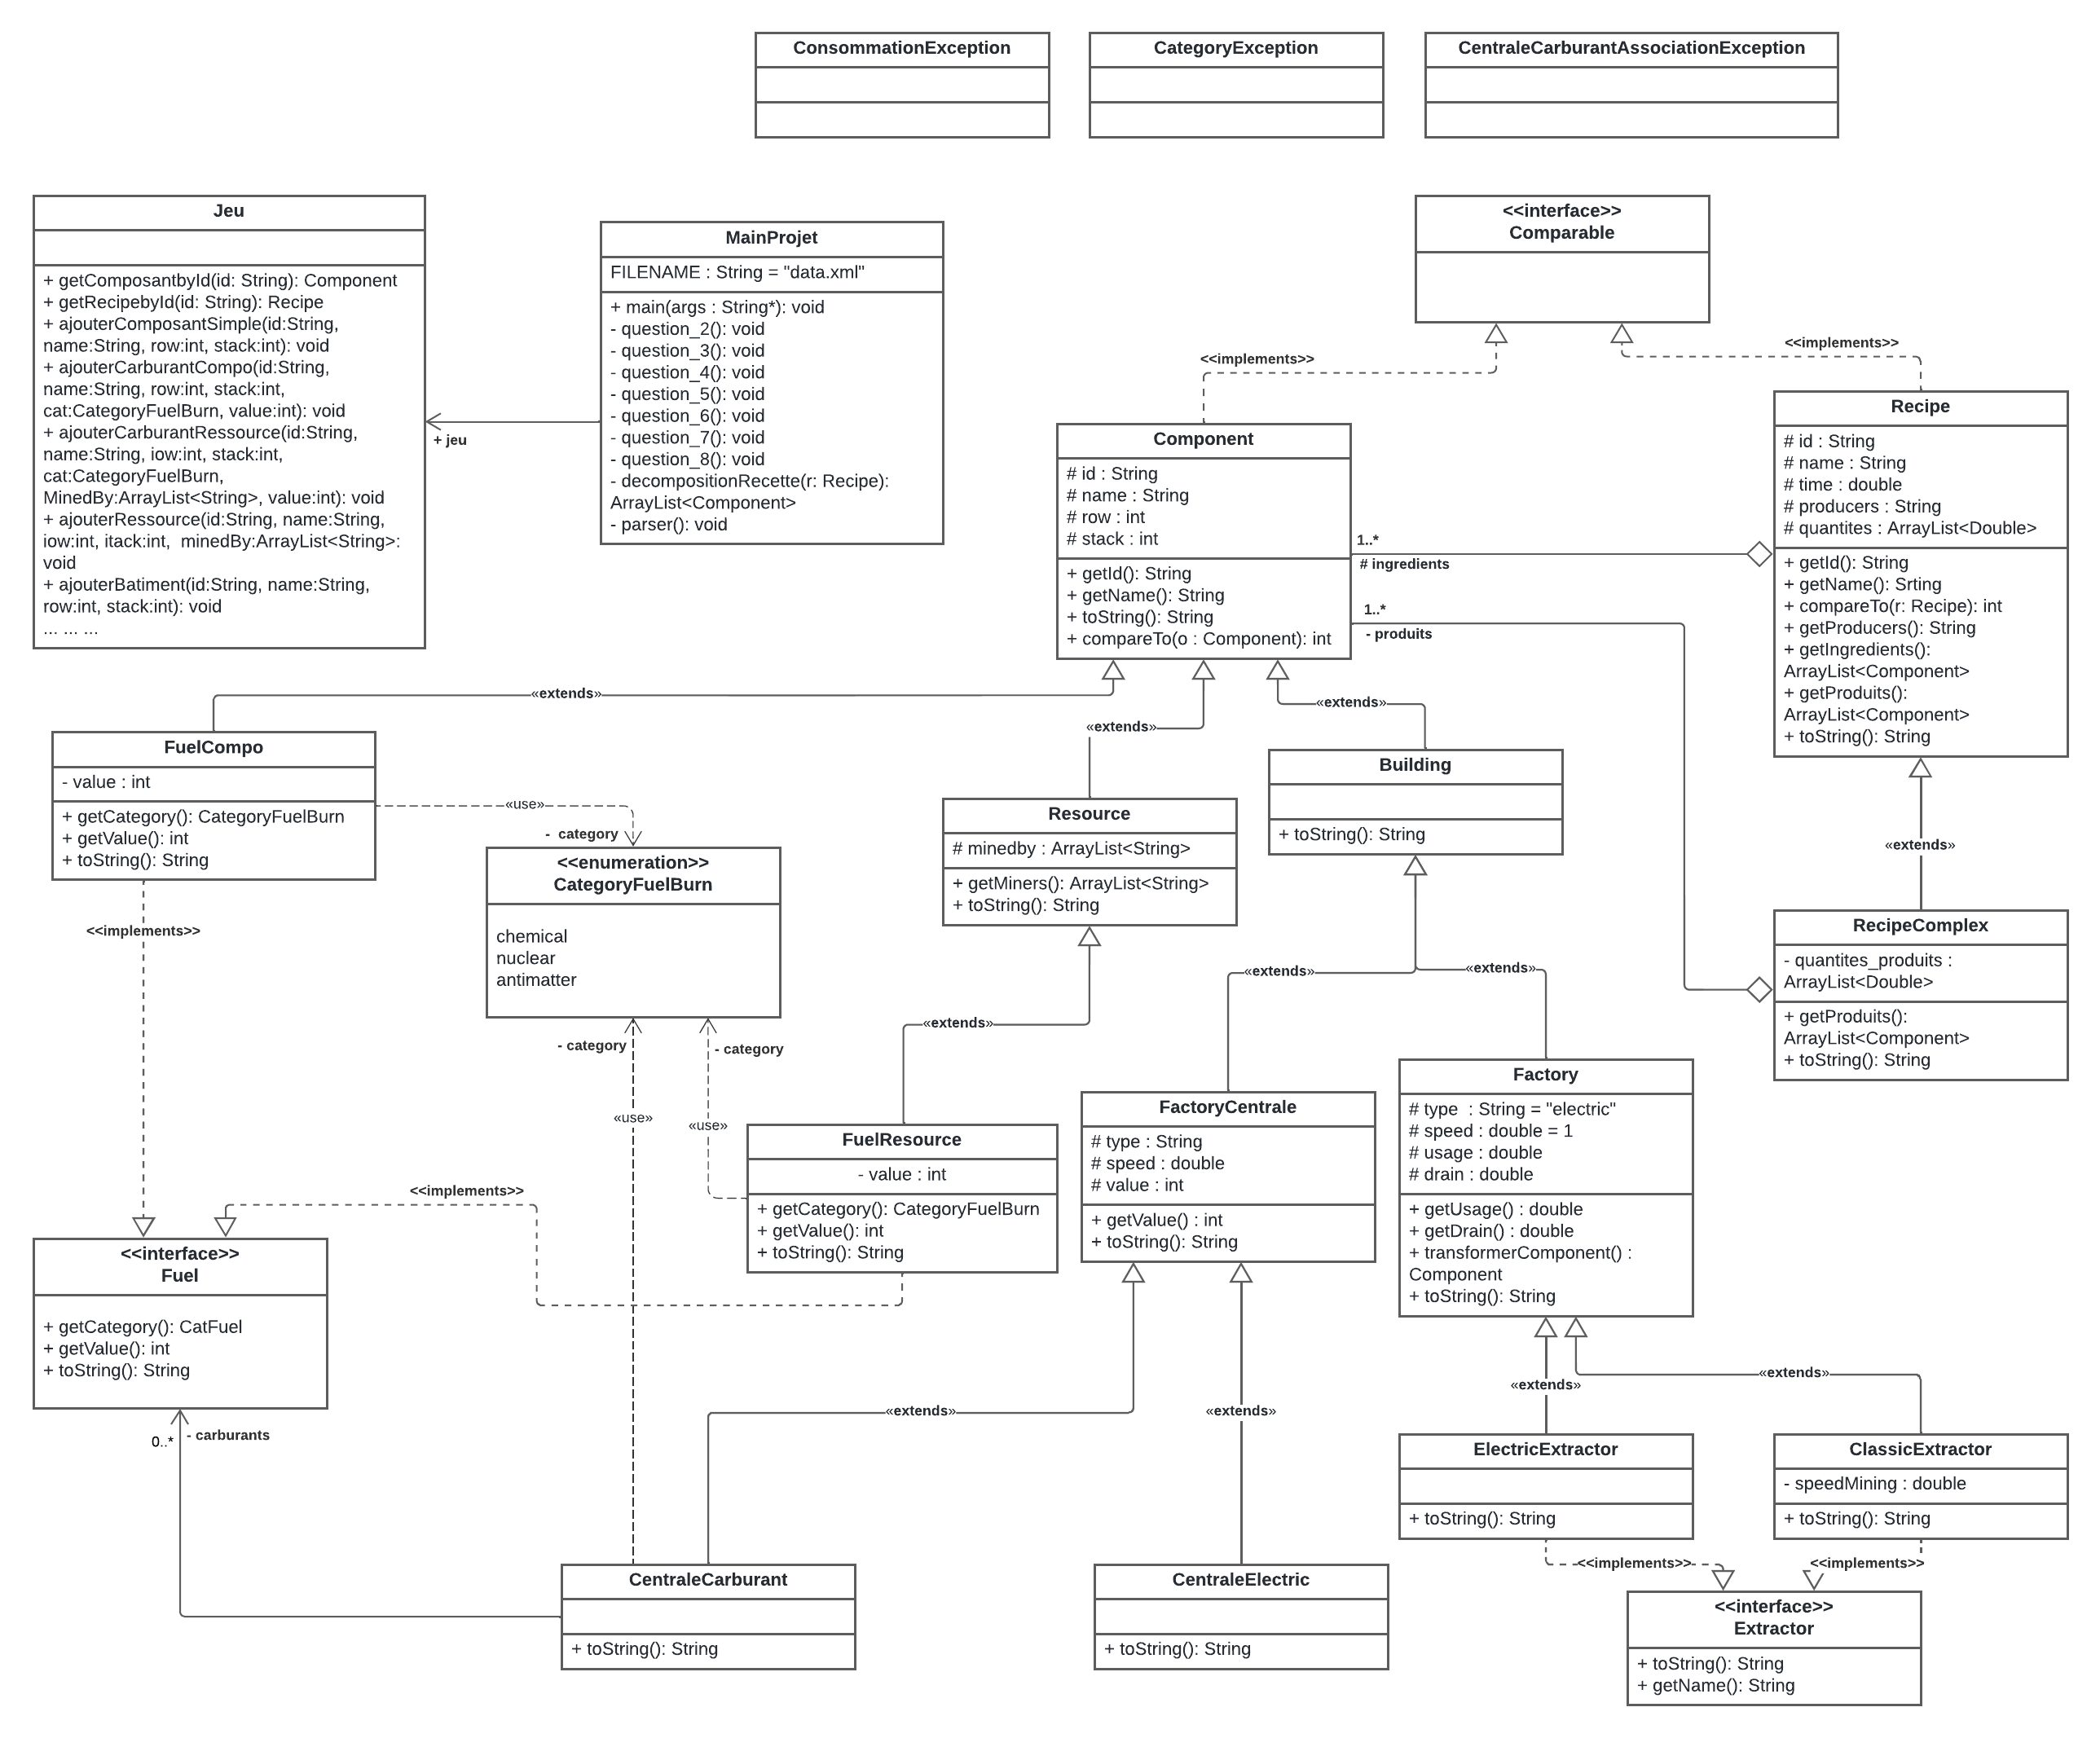 ConsommationException
CategoryException
CentraleCarburantAssociationException
Jeu
+ getComposantbyId(id: String): Component
+ getRecipebyId(id: String): Recipe
+ ajouterComposantSimple(id:String,
name:String, row:int, stack:int): void
+ ajouterCarburantCompo(id:String,
name:String, row:int, stack:int,
cat:CategoryFuelBurn, value:int): void
+ ajouterCarburantRessource(id:String,
name:String, iow:int, stack:int,
cat:CategoryFuelBurn,
MinedBy:ArrayList<String>, value:int): void
+ ajouterRessource(id:String, name:String,
iow:int, itack:int,  minedBy:ArrayList<String>:
void
+ ajouterBatiment(id:String, name:String,
row:int, stack:int): void
... ... ...
+ jeu
MainProjet
FILENAME : String = "data.xml"
+ main(args : String*): void
- question_2(): void
- question_3(): void
- question_4(): void
- question_5(): void
- question_6(): void
- question_7(): void
- question_8(): void
- decompositionRecette(r: Recipe):
ArrayList<Component>
- parser(): void
<<interface>>
Comparable
<<implements>>
<<implements>>
Component
# id : String
# name : String
# row : int
# stack : int
+ getId(): String
+ getName(): String
+ toString(): String
+ compareTo(o : Component): int
1..*
# ingredients
1..*
- produits
Recipe
# id : String
# name : String
# time : double
# producers : String
# quantites : ArrayList<Double>
+ getId(): String
+ getName(): Srting
+ compareTo(r: Recipe): int
+ getProducers(): String
+ getIngredients():
ArrayList<Component>
+ getProduits():
ArrayList<Component>
+ toString(): String
«extends»
«extends»
«extends»
FuelCompo
- value : int
+ getCategory(): CategoryFuelBurn
+ getValue(): int
+ toString(): String
«use»
- category
<<enumeration>>
CategoryFuelBurn
chemical
nuclear
antimatter
Resource
# minedby : ArrayList<String>
+ getMiners(): ArrayList<String>
+ toString(): String
Building
+ toString(): String
«extends»
RecipeComplex
- quantites_produits :
ArrayList<Double>
+ getProduits():
ArrayList<Component>
+ toString(): String
<<implements>>
«extends»
«extends»
«extends»
- category
- category
«use»
«use»
FuelResource
- value : int
+ getCategory(): CategoryFuelBurn
+ getValue(): int
+ toString(): String
FactoryCentrale
# type : String
# speed : double
# value : int
+ getValue() : int
+ toString(): String
Factory
# type  : String = "electric"
# speed : double = 1
# usage : double
# drain : double
+ getUsage() : double
+ getDrain() : double
+ transformerComponent() :
Component
+ toString(): String
<<implements>>
<<interface>>
Fuel
+ getCategory(): CatFuel
+ getValue(): int
+ toString(): String
0..*
- carburants
«extends»
«extends»
«extends»
«extends»
ElectricExtractor
+ toString(): String
ClassicExtractor
- speedMining : double
+ toString(): String
<<implements>>
<<implements>>
CentraleCarburant
+ toString(): String
CentraleElectric
+ toString(): String
<<interface>>
Extractor
+ toString(): String
+ getName(): String